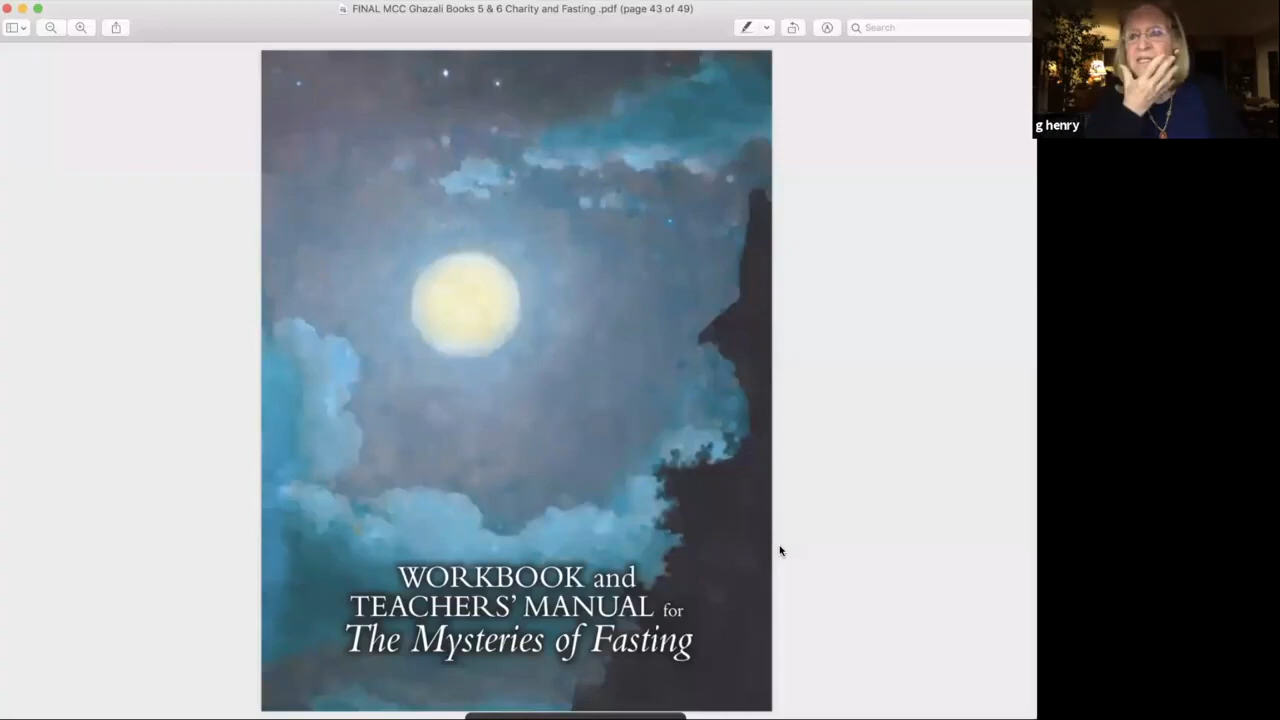 FINAL MCC Ghazali Books 5 & 6 Charity and Fasting .pdf (page 43 of 49)
Search
g henry
WORKBOOK and
TEACHERS' MANUAL for
The Mysteries of Fasting